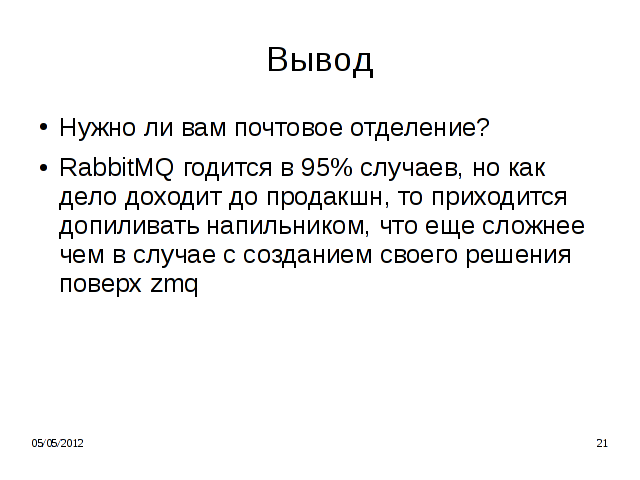 Вывод
• Нужно ли вам почтовое отделение?
• RabbitMQ годится в 95% случаев, но как
дело доходит до продакшн, то приходится
допиливать напильником, что еще сложнее
чем в случае с созданием своего решения
поверх zmq
05/05/2012
21